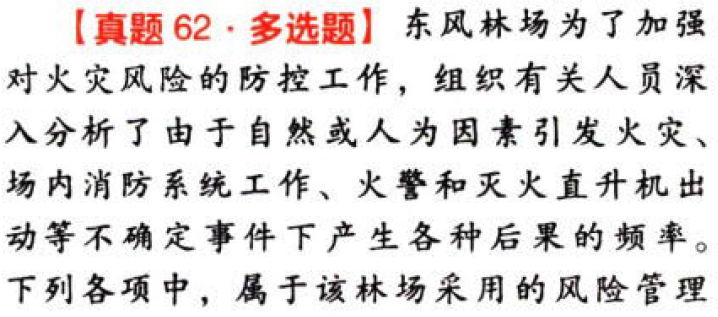 【真题 62·多选题】 东风林场为了加强
对火灾风险的防控工作，组织有关人员深
入分析了由于自然或人为因素引发火灾、
场内消防系统工作、火警和灭火直升机出
动等不确定事件下产生各种后果的频率。
下列各项中，属于该林场采用的风险管理